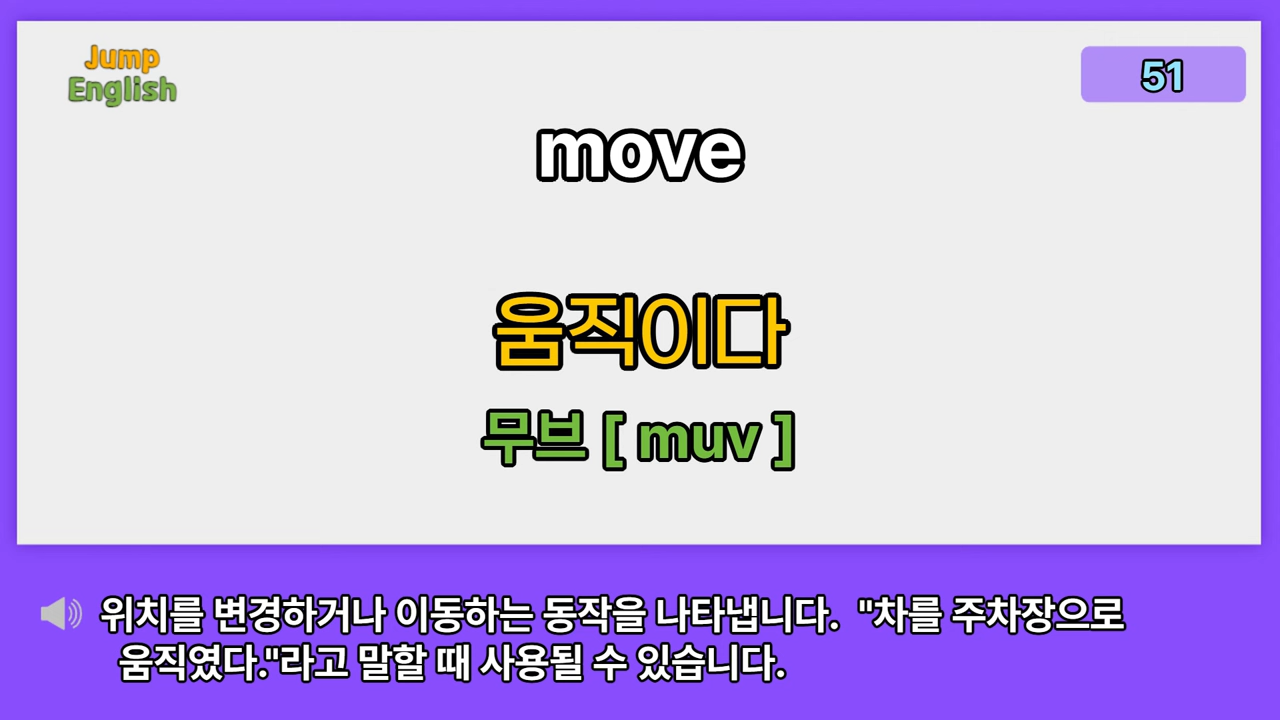 Jump
English
51
move
움직이다
무브 [ muv ]
위치를 변경하거나 이동하는 동작을 나타냅니다. "차를 주차장으로
움직였다."라고 말할 때 사용될 수 있습니다.